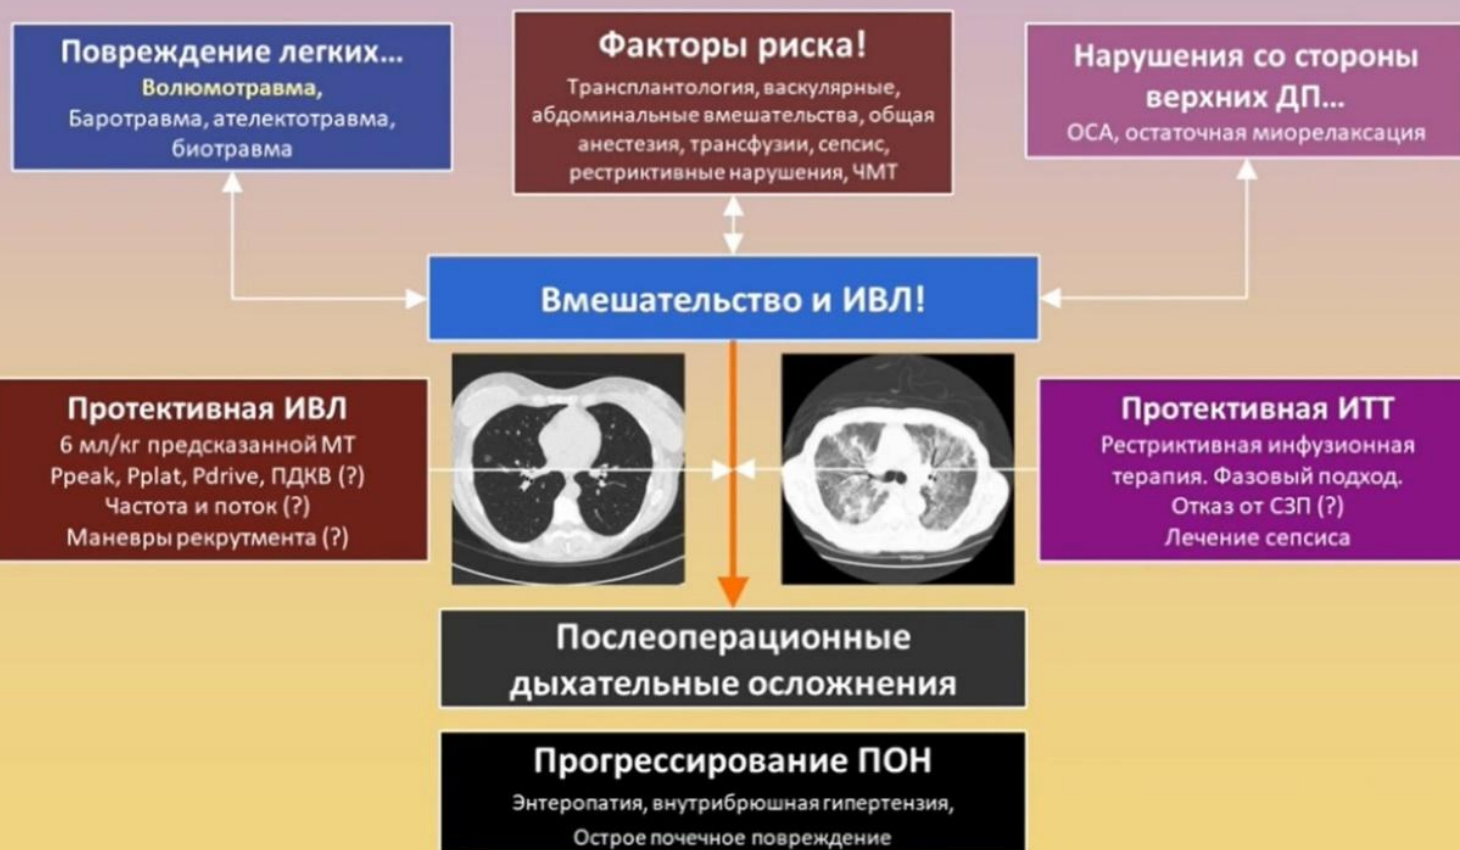 Повреждение легких...
Волюмотравма,
Баротравма, ателектотравма,
биотравма
Факторы риска!
Трансплантология, васкулярные,
абдоминальные вмешательства, общая
анестезия, трансфузии, сепсис,
рестриктивные нарушения, ЧМТ
Нарушения со стороны
верхних ДП...
ОСА, остаточная миорелаксация
Вмешательство и ИВЛ!
Протективная ИВЛ
6 мл/кг предсказанной МТ
Ppeak, Pplat, Pdrive, ПДКВ (?)
Частота и поток (?)
Маневры рекрутмента (?)
Протективная ИТТ
Рестриктивная инфузионная
терапия. Фазовый подход.
Отказ от СЗП (?)
Лечение сепсиса
Послеоперационные
дыхательные осложнения
Прогрессирование ПОН
Энтеропатия, внутрибрюшная гипертензия,
Острое почечное повреждение